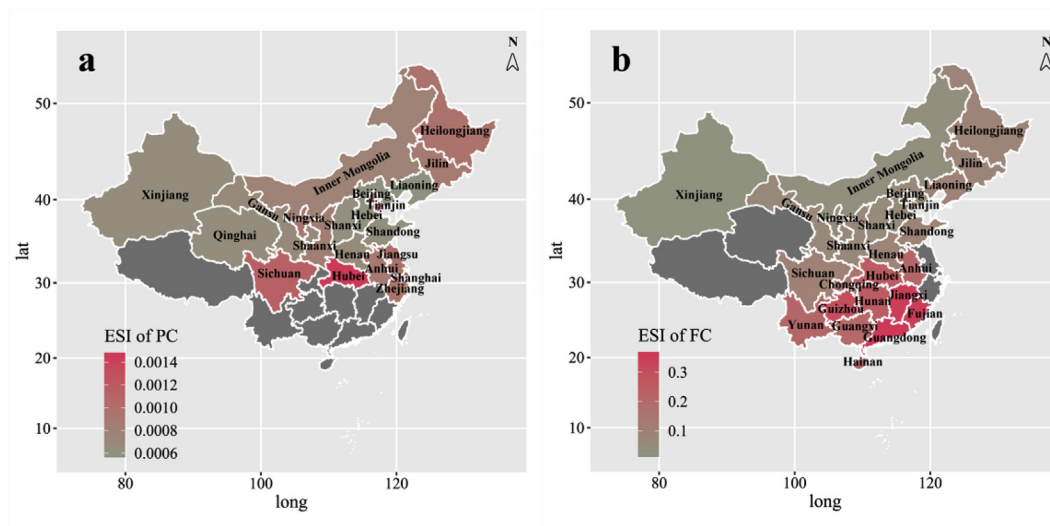 a
N
50
40
30
20
10
lat
80
100
120
long
Heilongjiang
Jilin
Inner Mongolia
Liaoning
Beijing
Tianjin
Xinjiang
Gansu
Ningxia
Hebei
Shanxi
Shandong
Qinghai
Shaanxi
Henan
Jiangsu
Sichuan
Hubei
Anhui
Shanghai
Zhejiang
ESI of PC
0.0014
0.0012
0.0010
0.0008
0.0006
b
N
50
40
30
20
10
lat
80
100
120
long
Heilongjiang
Jilin
Inner Mongolia
Liaoning
Beijing
Tianjin
Xinjiang
Gansu
Ningxia
Hebei
Shanxi
Shandong
Shaanxi
Henan
Sichuan
Hubei
Anhui
Chongqing
Hunan
Jiangxi
Guizhou
Fujian
Yunan
Guangxi
Guangdong
Hainan
ESI of FC
0.3
0.2
0.1